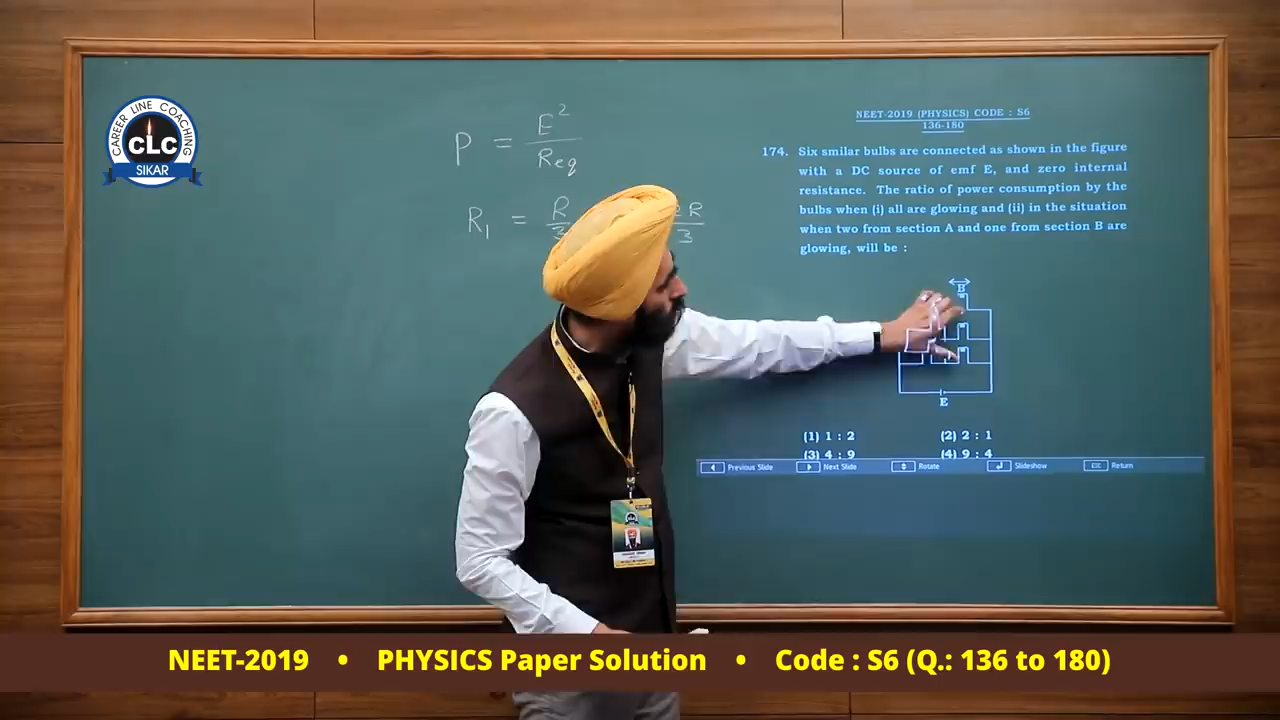 CAREER LINE COACHING
CLC
SIKAR
P = E² / Req
R₁ = R / 3
R / 3
NEET-2019 (PHYSICS) CODE : S6
136-180
174. Six smilar bulbs are connected as shown in the figure
with a DC source of emf E, and zero internal
resistance. The ratio of power consumption by the
bulbs when (i) all are glowing and (ii) in the situation
when two from section A and one from section B are
glowing, will be :
B
E
(1) 1 : 2 (2) 2 : 1
(3) 4 : 9 (4) 9 : 4
Previous Slide Next Slide Rotate Slideshow Return
NEET-2019 • PHYSICS Paper Solution • Code : S6 (Q.: 136 to 180)